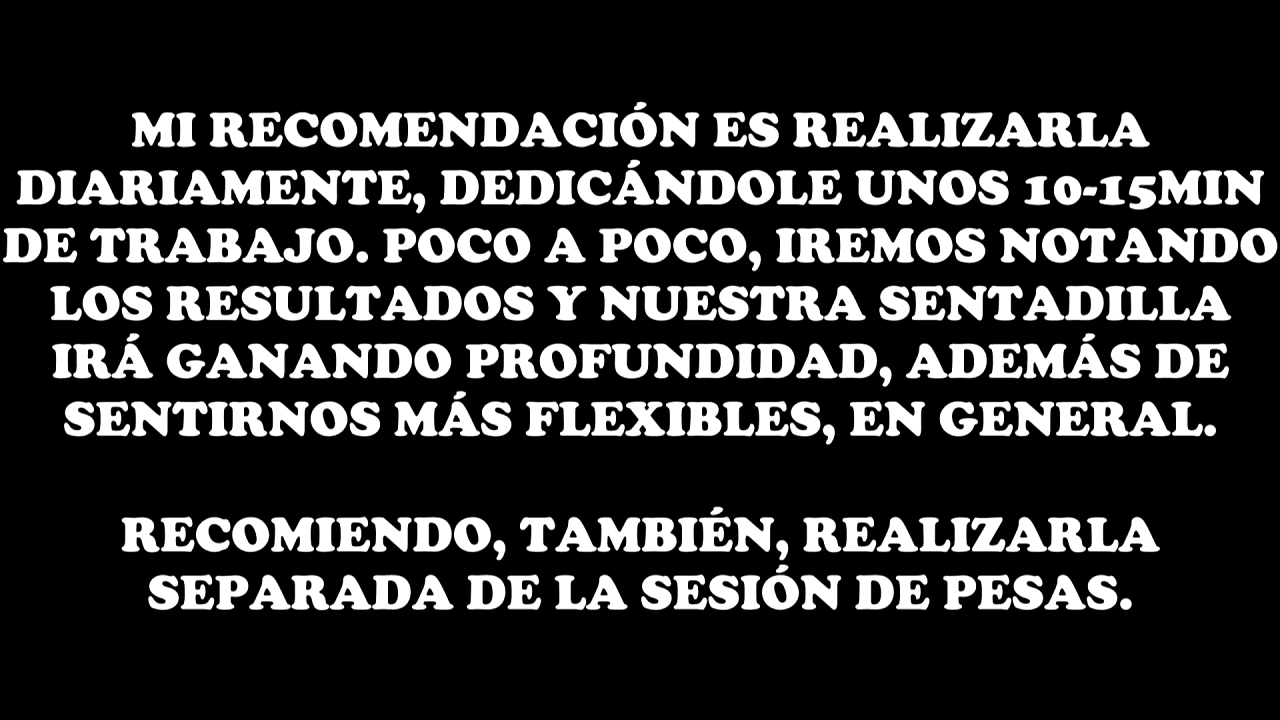 MI RECOMENDACIÓN ES REALIZARLA
DIARIAMENTE, DEDICÁNDOLE UNOS 10-15MIN
DE TRABAJO. POCO A POCO, IREMOS NOTANDO
LOS RESULTADOS Y NUESTRA SENTADILLA
IRÁ GANANDO PROFUNDIDAD, ADEMÁS DE
SENTIRNOS MÁS FLEXIBLES, EN GENERAL.
RECOMIENDO, TAMBIÉN, REALIZARLA
SEPARADA DE LA SESIÓN DE PESAS.